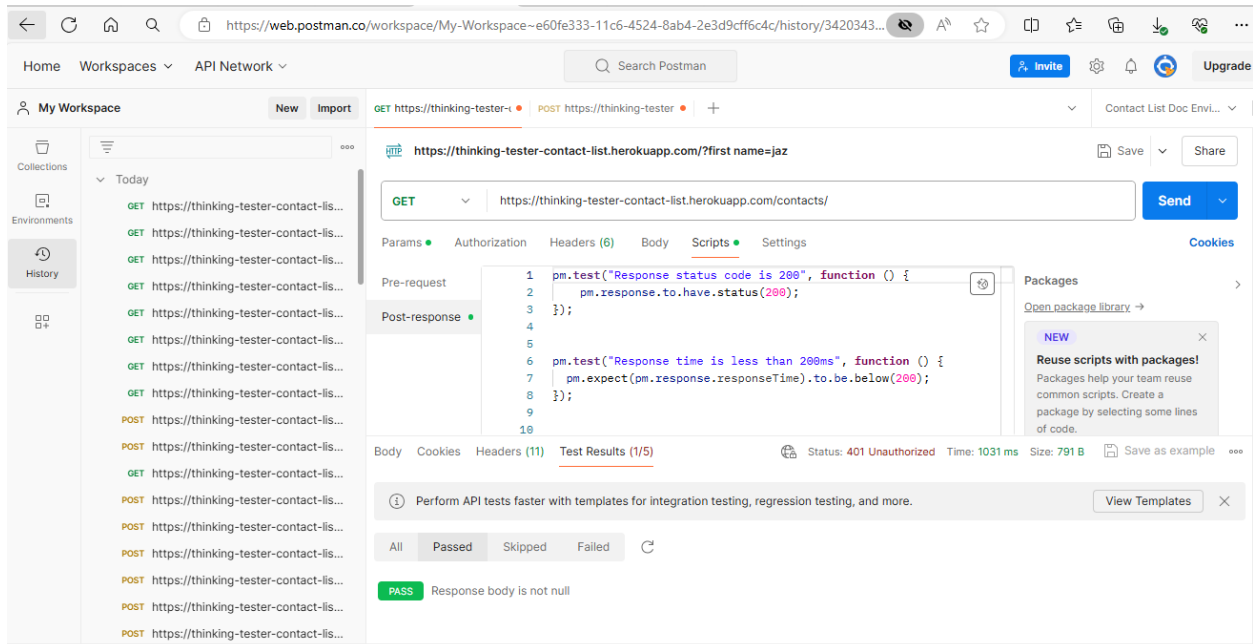 https://web.postman.co/workspace/My-Workspace~e60fe333-11c6-4524-8ab4-2e3d9cff6c4c/history/3420343...
Home Workspaces API Network Search Postman Invite Upgrade
My Workspace New Import GET https://thinking-tester-c POST https://thinking-tester Contact List Doc Envi...
Collections
Environments
History
Today
GET https://thinking-tester-contact-lis...
GET https://thinking-tester-contact-lis...
GET https://thinking-tester-contact-lis...
GET https://thinking-tester-contact-lis...
GET https://thinking-tester-contact-lis...
GET https://thinking-tester-contact-lis...
GET https://thinking-tester-contact-lis...
GET https://thinking-tester-contact-lis...
POST https://thinking-tester-contact-lis...
POST https://thinking-tester-contact-lis...
GET https://thinking-tester-contact-lis...
POST https://thinking-tester-contact-lis...
POST https://thinking-tester-contact-lis...
POST https://thinking-tester-contact-lis...
POST https://thinking-tester-contact-lis...
POST https://thinking-tester-contact-lis...
POST https://thinking-tester-contact-lis...
HTTP https://thinking-tester-contact-list.herokuapp.com/?first name=jaz Save Share
GET https://thinking-tester-contact-list.herokuapp.com/contacts/ Send
Params Authorization Headers (6) Body Scripts Settings Cookies
Pre-request
Post-response
1 pm.test("Response status code is 200", function () {
2 pm.response.to.have.status(200);
3 });
4
5
6 pm.test("Response time is less than 200ms", function () {
7 pm.expect(pm.response.responseTime).to.be.below(200);
8 });
9
10
Packages
Open package library →
NEW
Reuse scripts with packages!
Packages help your team reuse
common scripts. Create a
package by selecting some lines
of code.
Body Cookies Headers (11) Test Results (1/5) Status: 401 Unauthorized Time: 1031 ms Size: 791 B Save as example
Perform API tests faster with templates for integration testing, regression testing, and more. View Templates
All Passed Skipped Failed
PASS Response body is not null